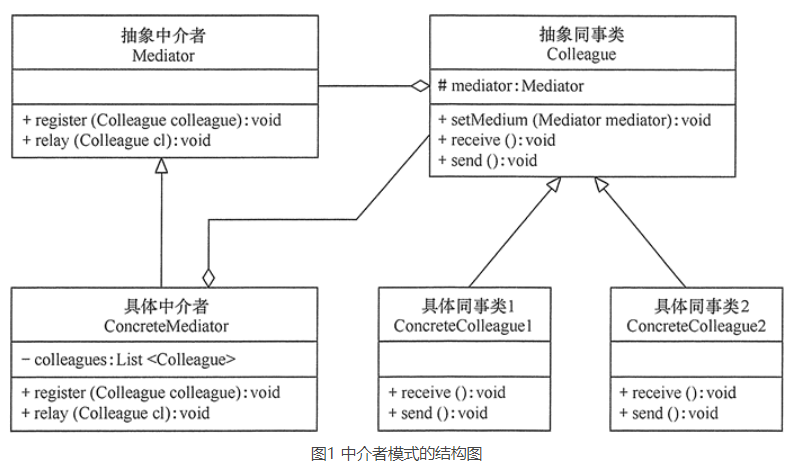 抽象中介者
Mediator
+ register (Colleague colleague): void
+ relay (Colleague cl): void
抽象同事类
Colleague
# mediator: Mediator
+ setMedium (Mediator mediator): void
+ receive (): void
+ send (): void
具体中介者
ConcreteMediator
− colleagues: List <Colleague>
+ register (Colleague colleague): void
+ relay (Colleague cl): void
具体同事类1
ConcreteColleague1
+ receive (): void
+ send (): void
具体同事类2
ConcreteColleague2
+ receive (): void
+ send (): void
图1 中介者模式的结构图